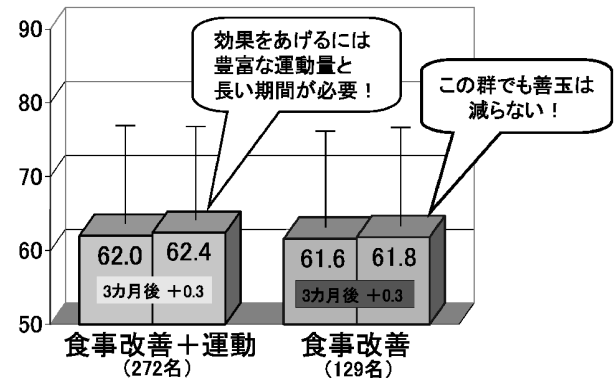 90
80
70
60
50
効果をあげるには
豊富な運動量と
長い期間が必要！
この群でも善玉は
減らない！
62.0
62.4
3カ月後 +0.3
61.6
61.8
3カ月後 +0.3
食事改善＋運動
（272名）
食事改善
（129名）